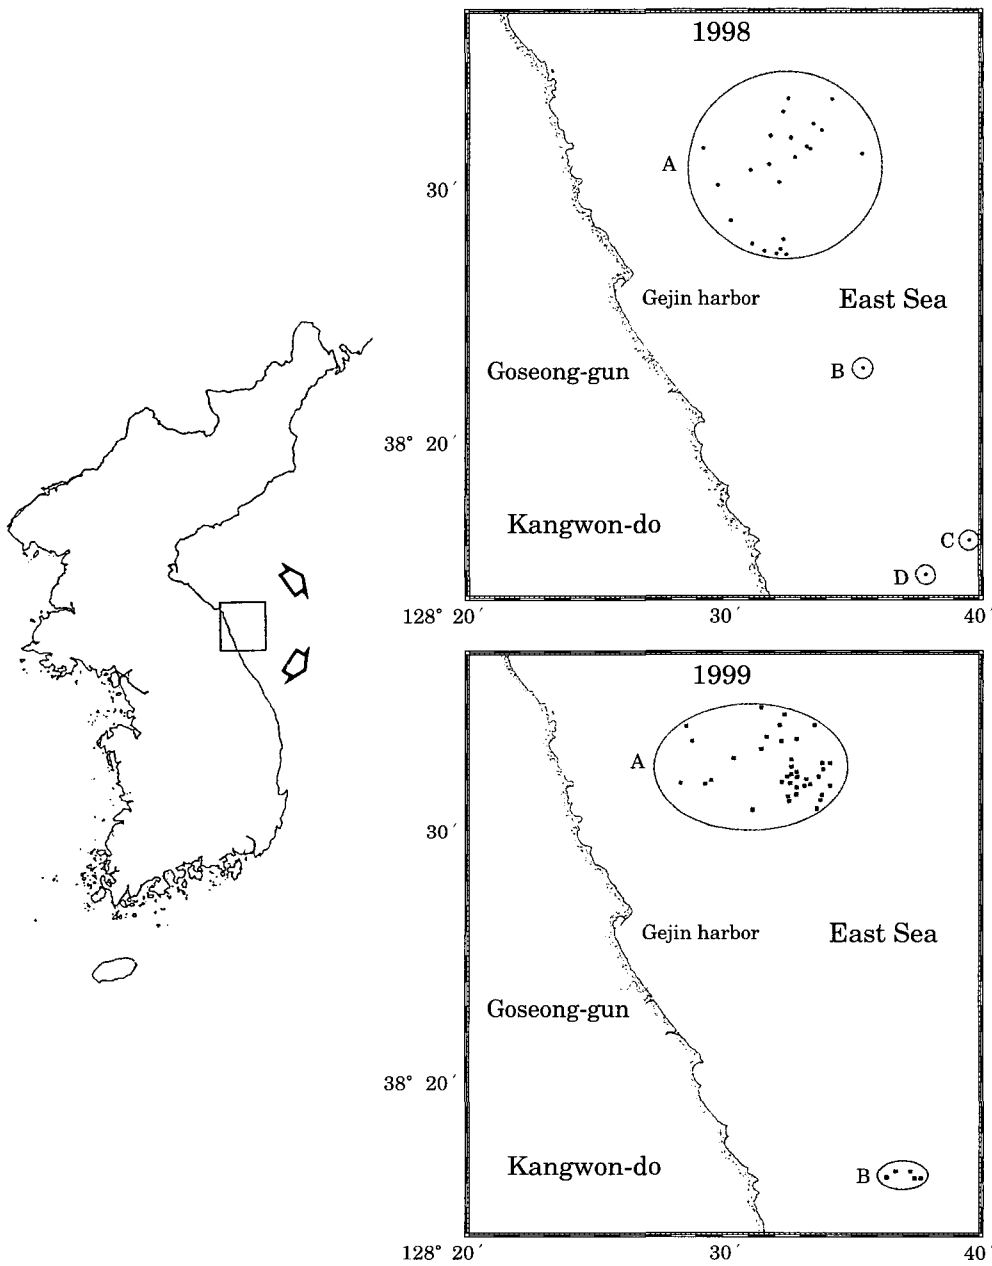 1998
A
30′
Gejin harbor
East Sea
B
Goseong-gun
38° 20′
Kangwon-do
C
D
128° 20′
30′
40′
1999
A
30′
Gejin harbor
East Sea
Goseong-gun
38° 20′
Kangwon-do
B
128° 20′
30′
40′